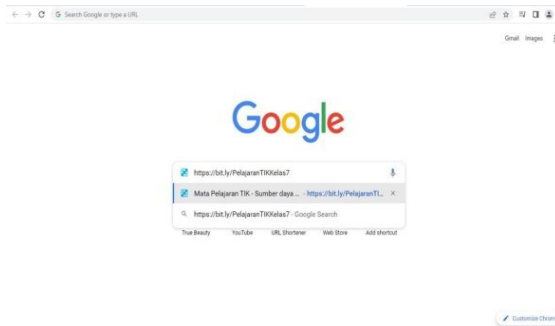 Search Google or type a URL
Gmail Images
Google
https://bit.ly/PelajaranTIKKelas7
Mata Pelajaran TIK - Sumber daya ... - https://bit.ly/PelajaranTI...
https://bit.ly/PelajaranTIKKelas7 - Google Search
True Beauty YouTube URL Shortener Web Store Add shortcut
Customize Chrom